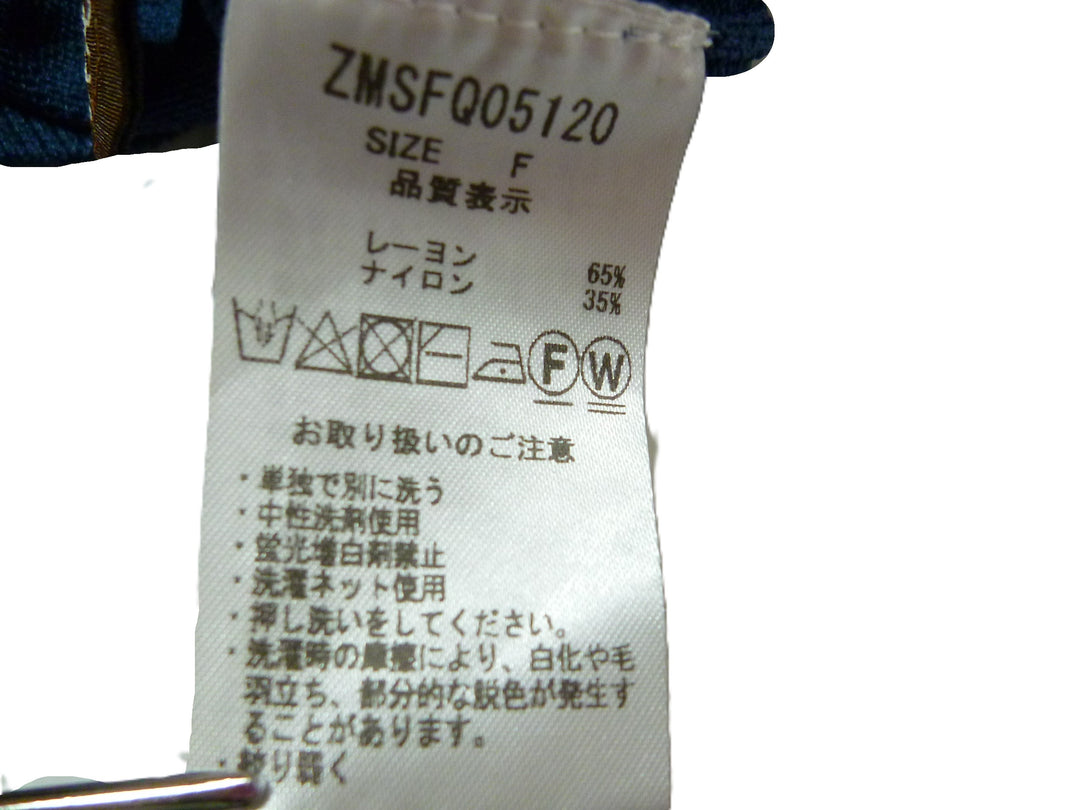 ZMSFQ05120
SIZE F
品質表示
レーヨン 65%
ナイロン 35%
F W
お取り扱いのご注意
・単独で別に洗う
・中性洗剤使用
・蛍光増白剤禁止
・洗濯ネット使用
・押し洗いをしてください。
・洗濯時の摩擦により、白化や毛
羽立ち、部分的な脱色が発生す
ることがあります。
・絞り弱く